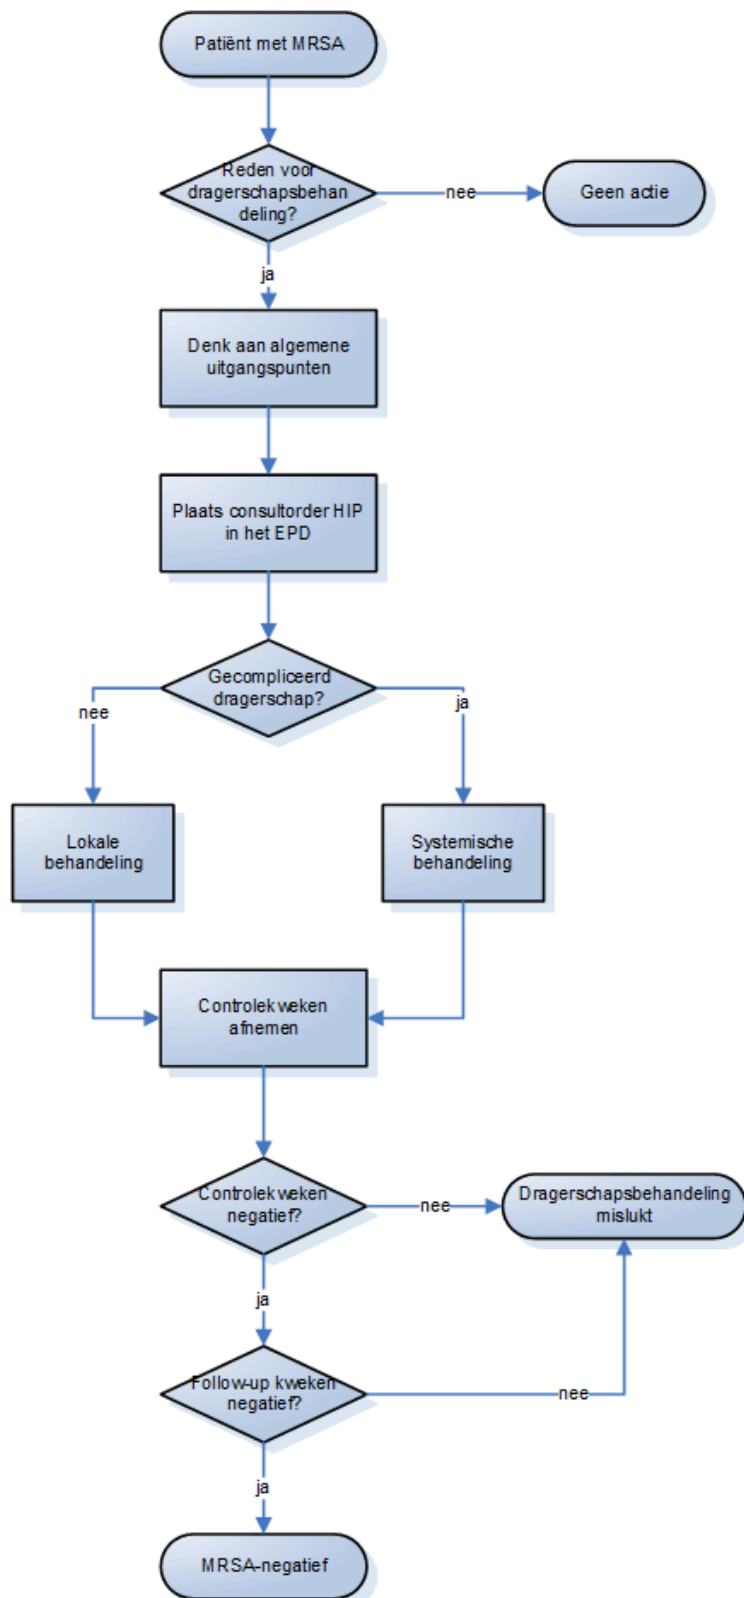 Patiënt met MRSA
Reden voor
dragerschapsbehan
deling?
nee
Geen actie
ja
Denk aan algemene
uitgangspunten
Plaats consultorder HIP
in het EPD
Gecompliceerd
dragerschap?
nee
ja
Lokale
behandeling
Systemische
behandeling
Controlekweken
afnemen
Controlekweken
negatief?
nee
Dragerschapsbehandeling
mislukt
ja
Follow-up kweken
negatief?
nee
ja
MRSA-negatief